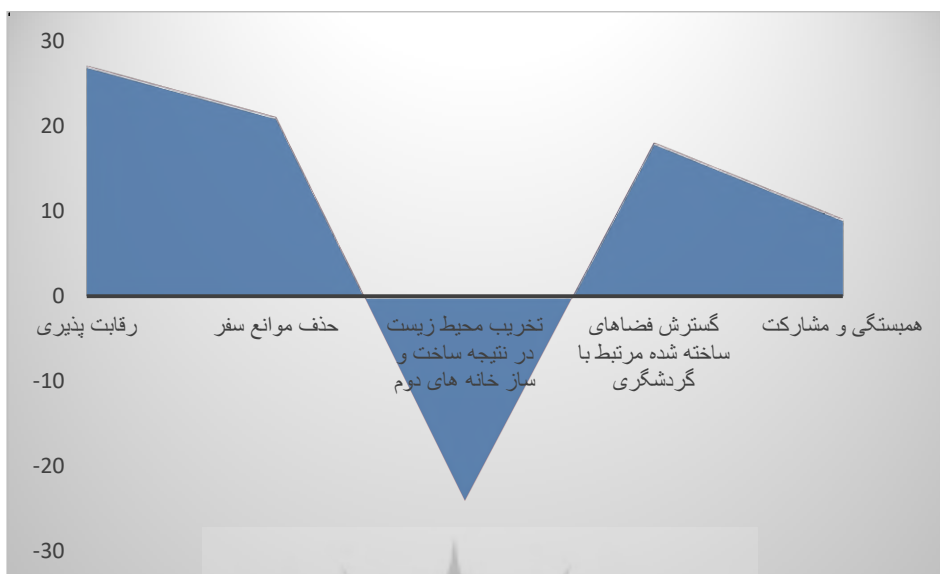 30
20
10
0
-10
-20
-30
رقابت پذیری
حذف موانع سفر
تخریب محیط زیست
در نتیجه ساخت و
ساز خانه های دوم
گسترش فضاهای
ساخته شده مرتبط با
گردشگری
همبستگی و مشارکت